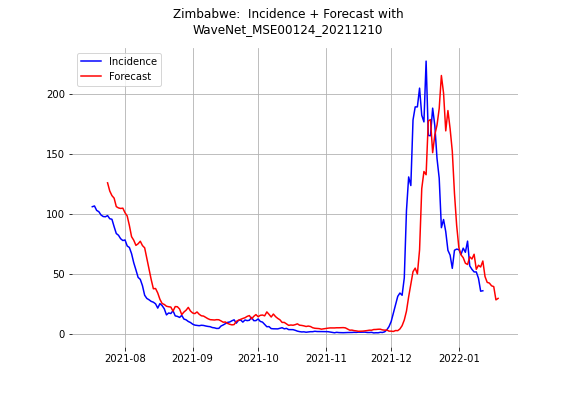 Zimbabwe:  Incidence + Forecast with
WaveNet_MSE00124_20211210
Incidence
Forecast
200
150
100
50
0
2021-08
2021-09
2021-10
2021-11
2021-12
2022-01